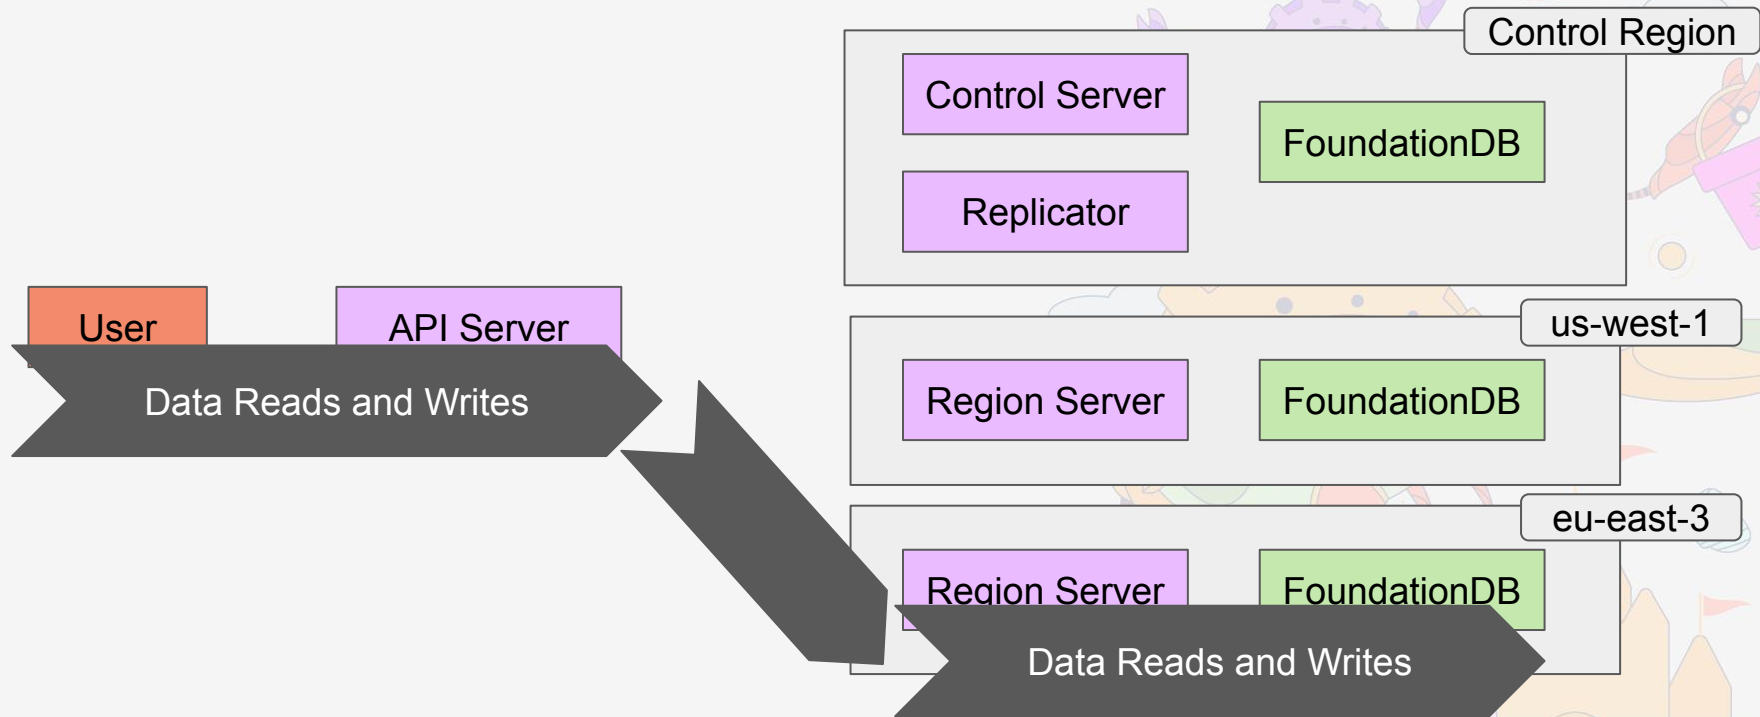 Control Region
Control Server
FoundationDB
Replicator
User
API Server
Data Reads and Writes
us-west-1
Region Server
FoundationDB
eu-east-3
Region Server
FoundationDB
Data Reads and Writes